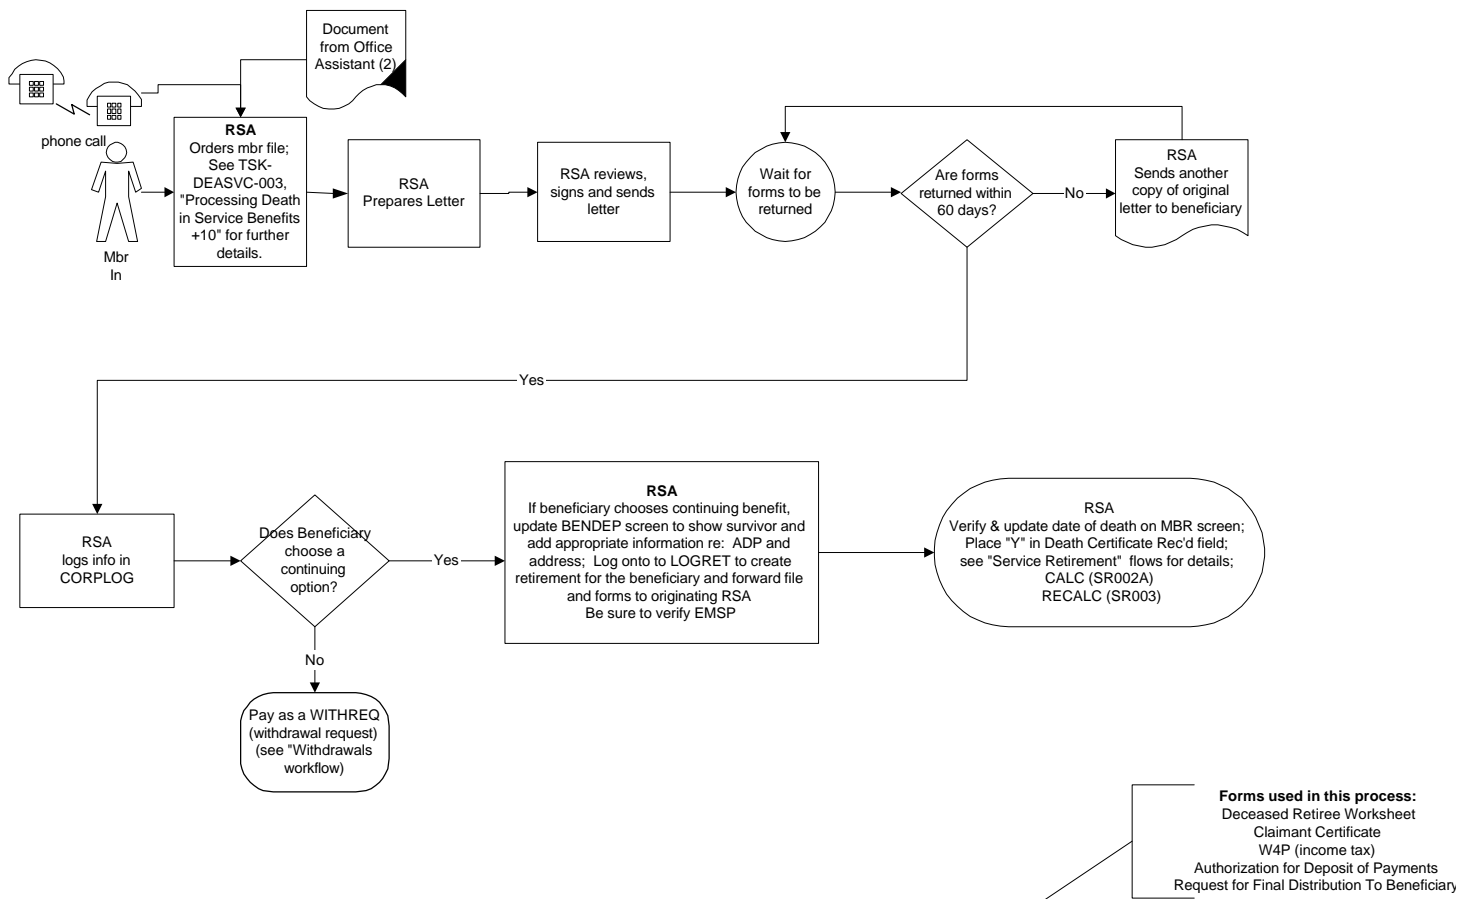 Document
from Office
Assistant (2)
phone call
Mbr
In
RSA
Orders mbr file;
See TSK-
DEASVC-003,
"Processing Death
in Service Benefits
+10" for further
details.
RSA
Prepares Letter
RSA reviews,
signs and sends
letter
Wait for
forms to be
returned
Are forms
returned within
60 days?
No
RSA
Sends another
copy of original
letter to beneficiary
Yes
RSA
logs info in
CORPLOG
Does Beneficiary
choose a
continuing
option?
Yes
No
Pay as a WITHREQ
(withdrawal request)
(see "Withdrawals
workflow)
RSA
If beneficiary chooses continuing benefit,
update BENDEP screen to show survivor and
add appropriate information re:  ADP and
address;  Log onto to LOGRET to create
retirement for the beneficiary and forward file
and forms to originating RSA
Be sure to verify EMSP
RSA
Verify & update date of death on MBR screen;
Place "Y" in Death Certificate Rec'd field;
see "Service Retirement"  flows for details;
CALC (SR002A)
RECALC (SR003)
Forms used in this process:
Deceased Retiree Worksheet
Claimant Certificate
W4P (income tax)
Authorization for Deposit of Payments
Request for Final Distribution To Beneficiary